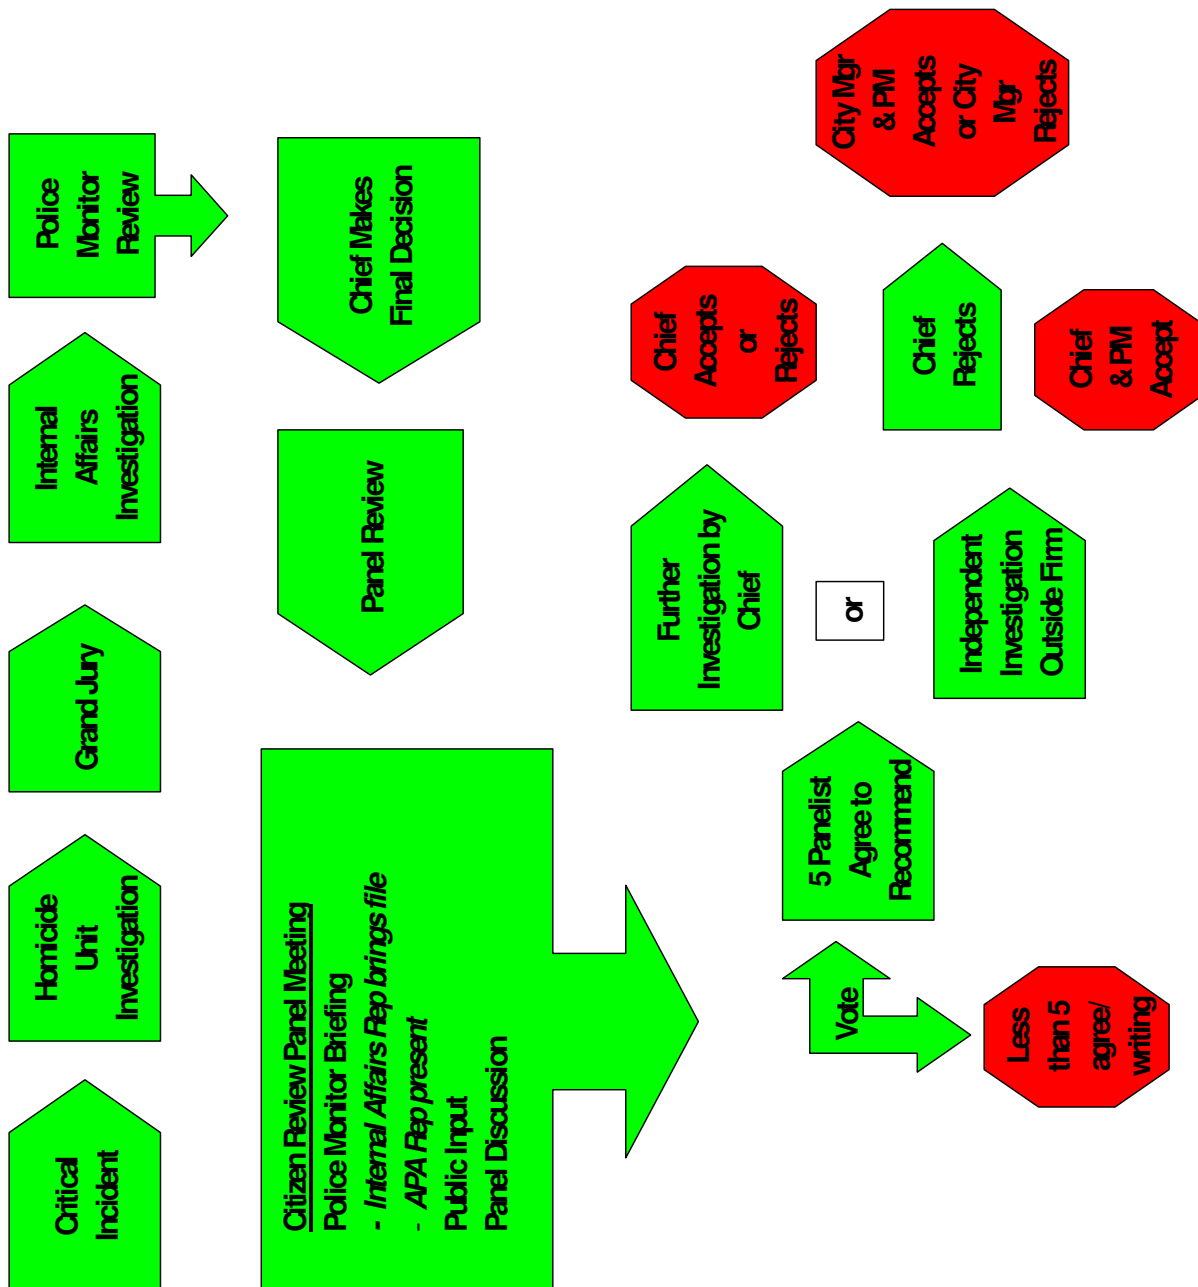 Critical
Incident
Homicide
Unit
Investigation
Grand Jury
Internal
Affairs
Investigation
Police
Monitor
Review
Chief Makes
Final Decision
Panel Review
Citizen Review Panel Meeting
Police Monitor Briefing
- Internal Affairs Rep brings file
- APA Rep present
Public Input
Panel Discussion
Vote
Less
than 5
agree/
writing
5 Panelist
Agree to
Recommend
Further
Investigation by
Chief
or
Independent
Investigation
Outside Firm
Chief
Accepts
or
Rejects
Chief
Rejects
Chief
& PM
Accept
City Mgr
& PM
Accepts
or City
Mgr
Rejects